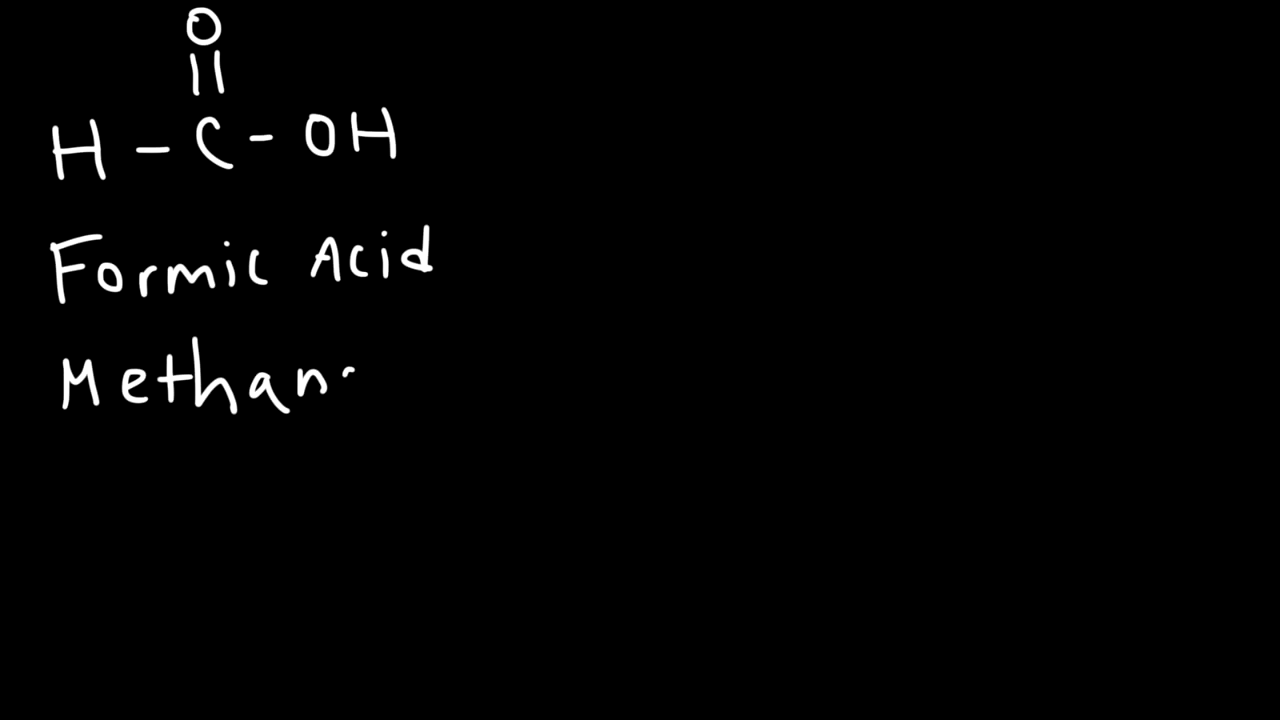 O
||
H - C - OH
Formic Acid
Methan